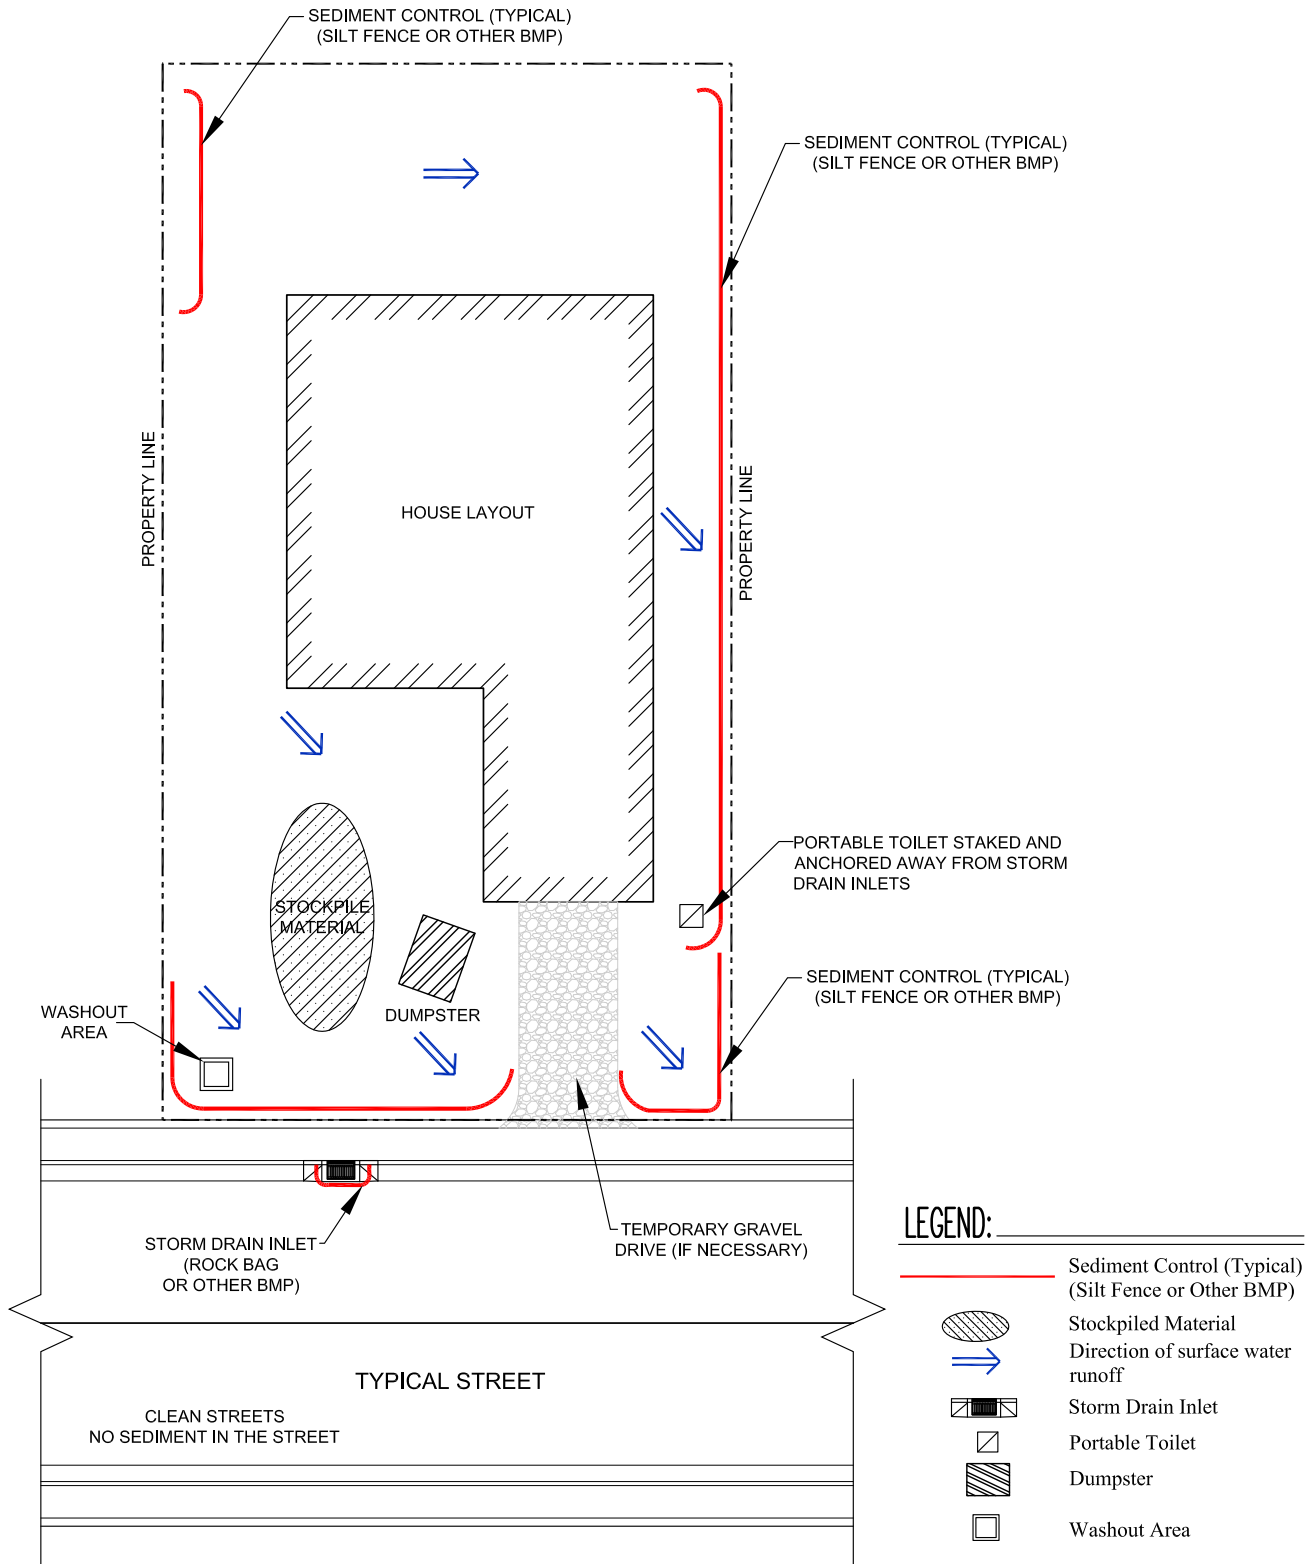 SEDIMENT CONTROL (TYPICAL)
(SILT FENCE OR OTHER BMP)
SEDIMENT CONTROL (TYPICAL)
(SILT FENCE OR OTHER BMP)
PROPERTY LINE
HOUSE LAYOUT
PROPERTY LINE
PORTABLE TOILET STAKED AND
ANCHORED AWAY FROM STORM
DRAIN INLETS
STOCKPILE
MATERIAL
SEDIMENT CONTROL (TYPICAL)
(SILT FENCE OR OTHER BMP)
WASHOUT
AREA
DUMPSTER
STORM DRAIN INLET
(ROCK BAG
OR OTHER BMP)
TEMPORARY GRAVEL
DRIVE (IF NECESSARY)
TYPICAL STREET
CLEAN STREETS
NO SEDIMENT IN THE STREET
LEGEND:
Sediment Control (Typical)
(Silt Fence or Other BMP)
Stockpiled Material
Direction of surface water
runoff
Storm Drain Inlet
Portable Toilet
Dumpster
Washout Area